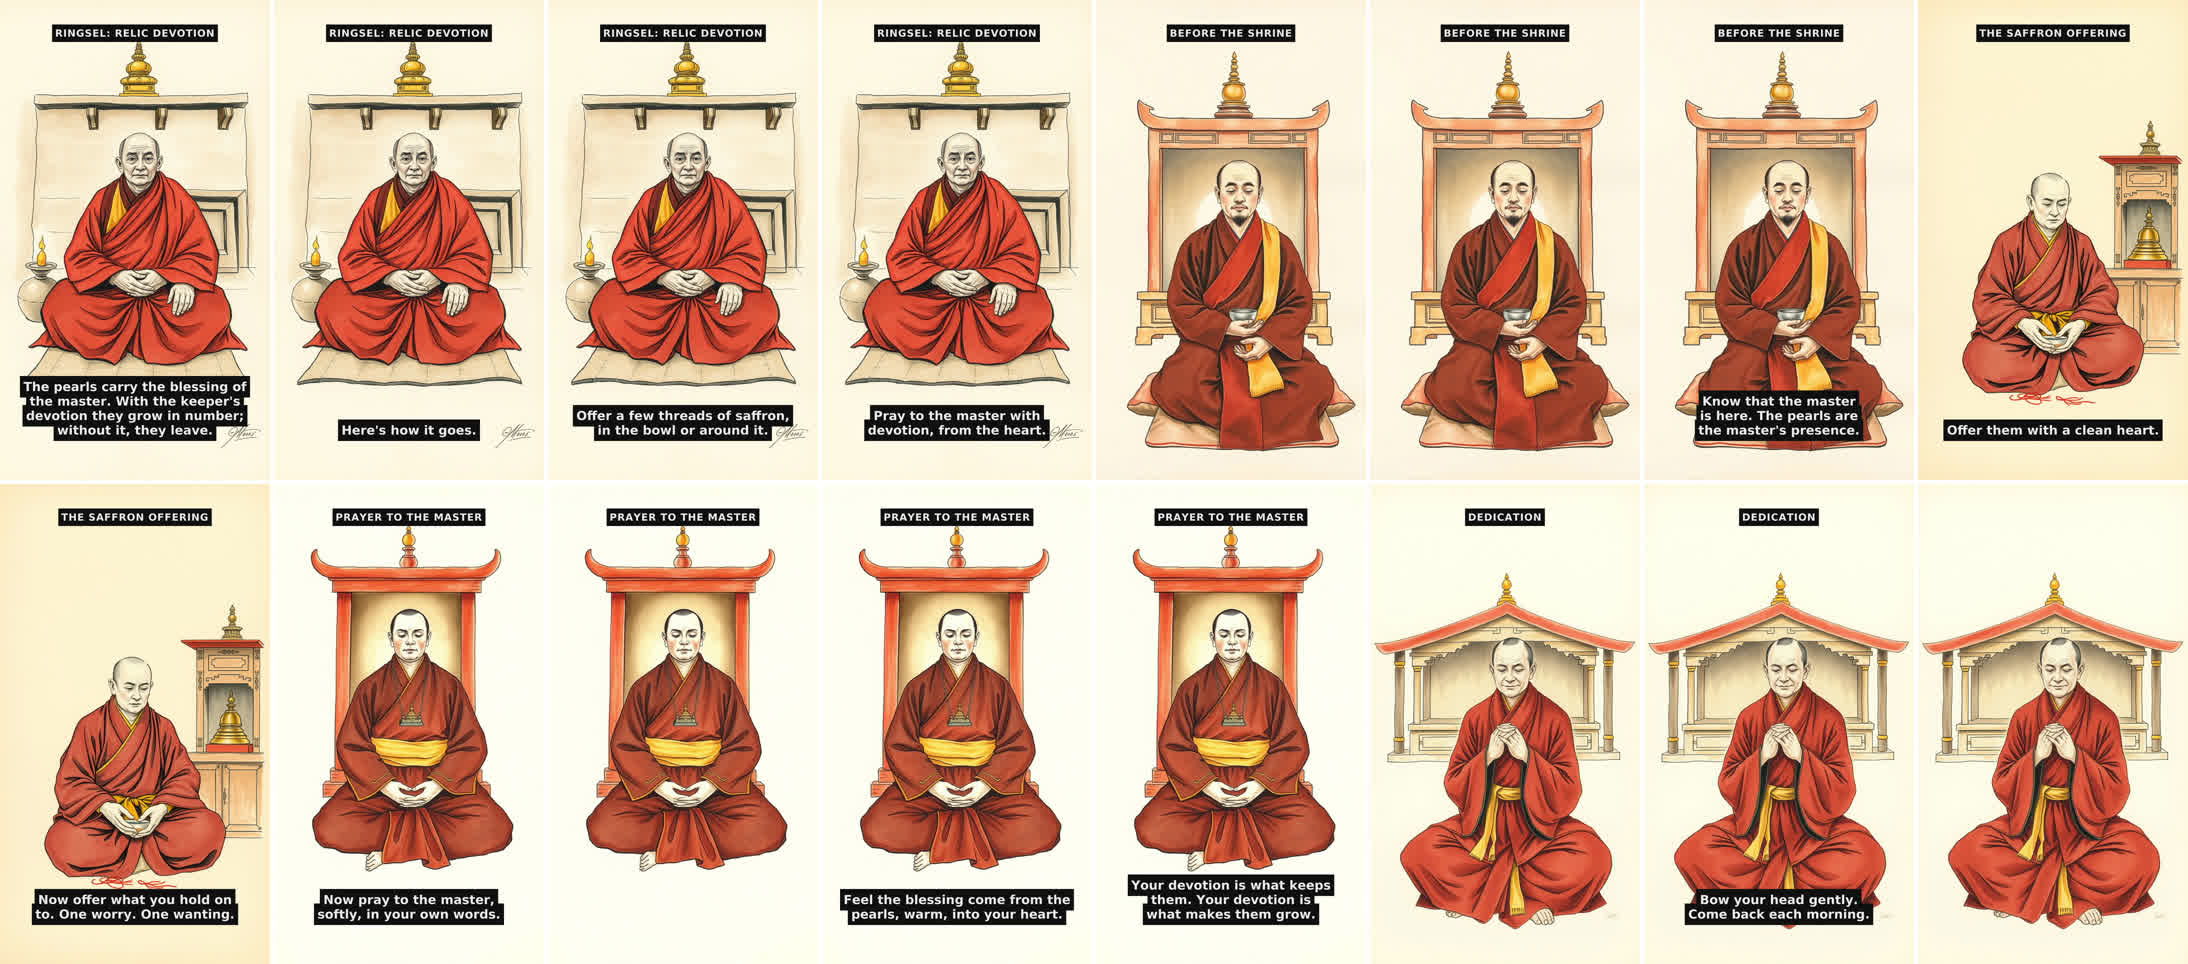 RINGSEL: RELIC DEVOTION
The pearls carry the blessing of
the master. With the keeper's
devotion they grow in number;
without it, they leave.
RINGSEL: RELIC DEVOTION
Here's how it goes.
RINGSEL: RELIC DEVOTION
Offer a few threads of saffron,
in the bowl or around it.
RINGSEL: RELIC DEVOTION
Pray to the master with
devotion, from the heart.
BEFORE THE SHRINE
BEFORE THE SHRINE
BEFORE THE SHRINE
Know that the master
is here. The pearls are
the master's presence.
THE SAFFRON OFFERING
Offer them with a clean heart.
THE SAFFRON OFFERING
Now offer what you hold on
to. One worry. One wanting.
PRAYER TO THE MASTER
Now pray to the master,
softly, in your own words.
PRAYER TO THE MASTER
PRAYER TO THE MASTER
Feel the blessing come from the
pearls, warm, into your heart.
PRAYER TO THE MASTER
Your devotion is what keeps
them. Your devotion is
what makes them grow.
DEDICATION
DEDICATION
Bow your head gently.
Come back each morning.